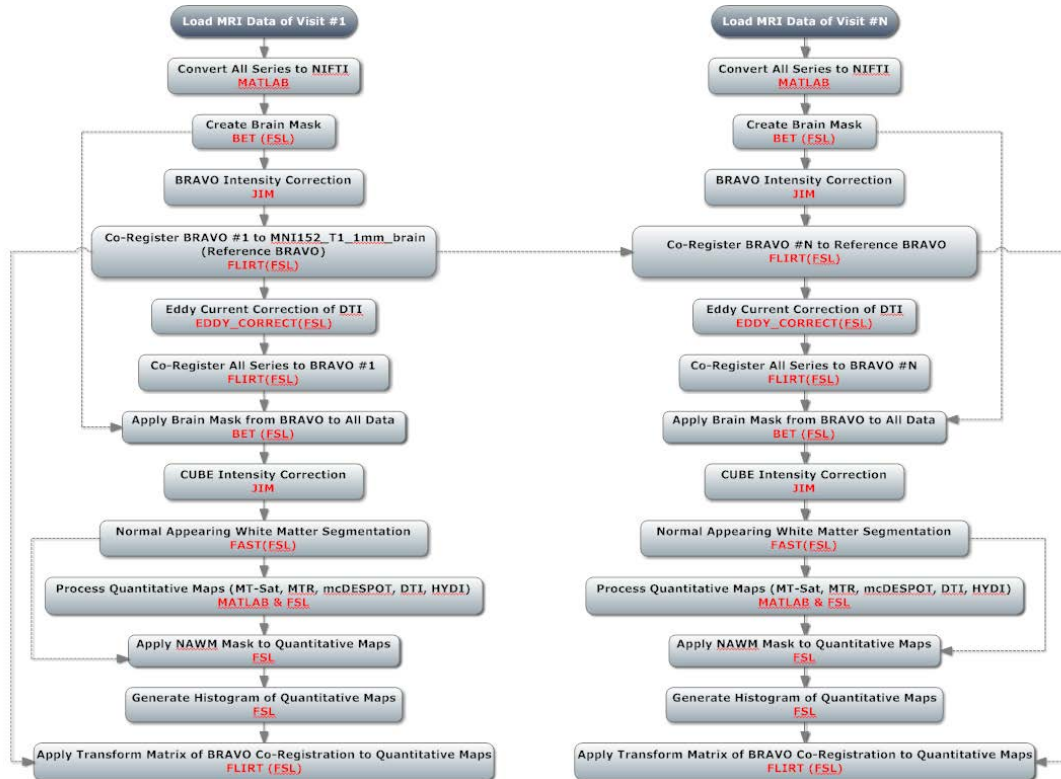 Load MRI Data of Visit #1
Convert All Series to NIFTI
MATLAB
Create Brain Mask
BET (FSL)
BRAVO Intensity Correction
JIM
Co-Register BRAVO #1 to MNI152_T1_1mm_brain
(Reference BRAVO)
FLIRT(FSL)
Eddy Current Correction of DTI
EDDY_CORRECT(FSL)
Co-Register All Series to BRAVO #1
FLIRT(FSL)
Apply Brain Mask from BRAVO to All Data
BET (FSL)
CUBE Intensity Correction
JIM
Normal Appearing White Matter Segmentation
FAST(FSL)
Process Quantitative Maps (MT-Sat, MTR, mcDESPOT, DTI, HYDI)
MATLAB & FSL
Apply NAWM Mask to Quantitative Maps
FSL
Generate Histogram of Quantitative Maps
FSL
Apply Transform Matrix of BRAVO Co-Registration to Quantitative Maps
FLIRT (FSL)
Load MRI Data of Visit #N
Convert All Series to NIFTI
MATLAB
Create Brain Mask
BET (FSL)
BRAVO Intensity Correction
JIM
Co-Register BRAVO #N to Reference BRAVO
FLIRT(FSL)
Eddy Current Correction of DTI
EDDY_CORRECT(FSL)
Co-Register All Series to BRAVO #N
FLIRT(FSL)
Apply Brain Mask from BRAVO to All Data
BET (FSL)
CUBE Intensity Correction
JIM
Normal Appearing White Matter Segmentation
FAST(FSL)
Process Quantitative Maps (MT-Sat, MTR, mcDESPOT, DTI, HYDI)
MATLAB & FSL
Apply NAWM Mask to Quantitative Maps
FSL
Generate Histogram of Quantitative Maps
FSL
Apply Transform Matrix of BRAVO Co-Registration to Quantitative Maps
FLIRT (FSL)